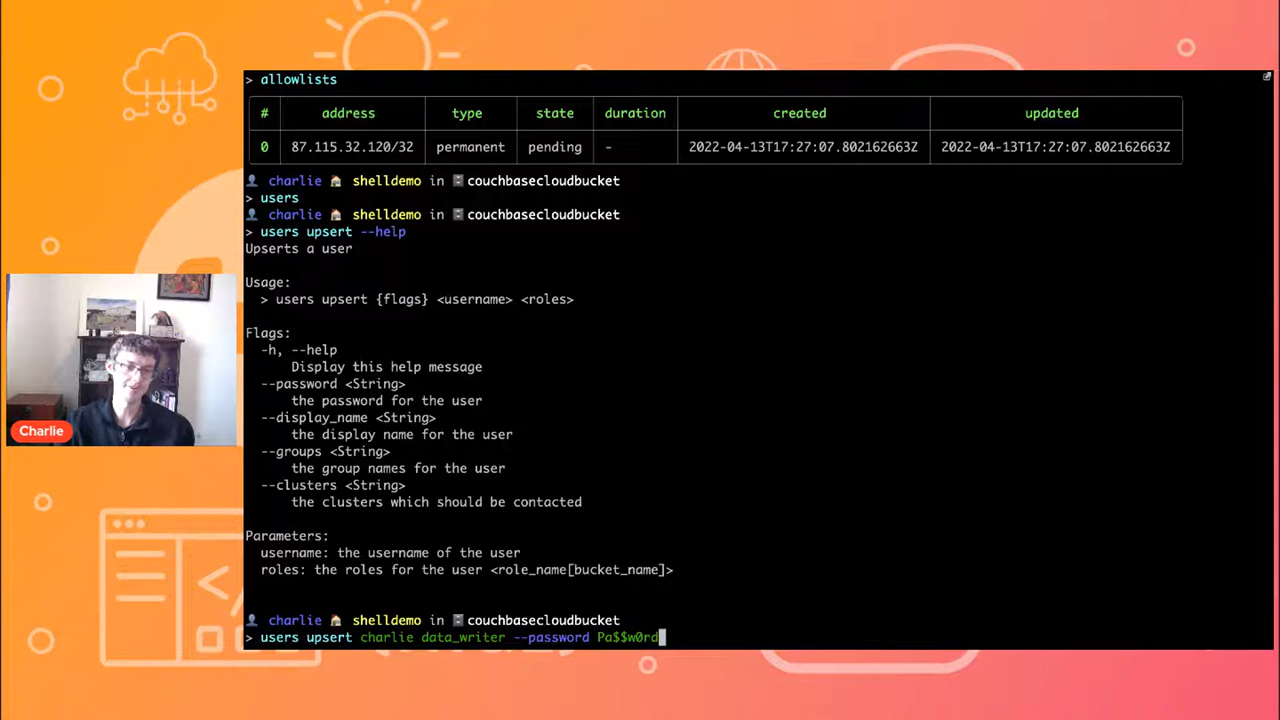 > allowlists
# address type state duration created updated
0 87.115.32.120/32 permanent pending - 2022-04-13T17:27:07.802162663Z 2022-04-13T17:27:07.802162663Z
charlie shelldemo in couchbasecloudbucket
> users
charlie shelldemo in couchbasecloudbucket
> users upsert --help
Upserts a user
Usage:
> users upsert {flags} <username> <roles>
Flags:
-h, --help
Display this help message
--password <String>
the password for the user
--display_name <String>
the display name for the user
--groups <String>
the group names for the user
--clusters <String>
the clusters which should be contacted
Parameters:
username: the username of the user
roles: the roles for the user <role_name[bucket_name]>
charlie shelldemo in couchbasecloudbucket
> users upsert charlie data_writer --password Pa$$w0rd
Charlie